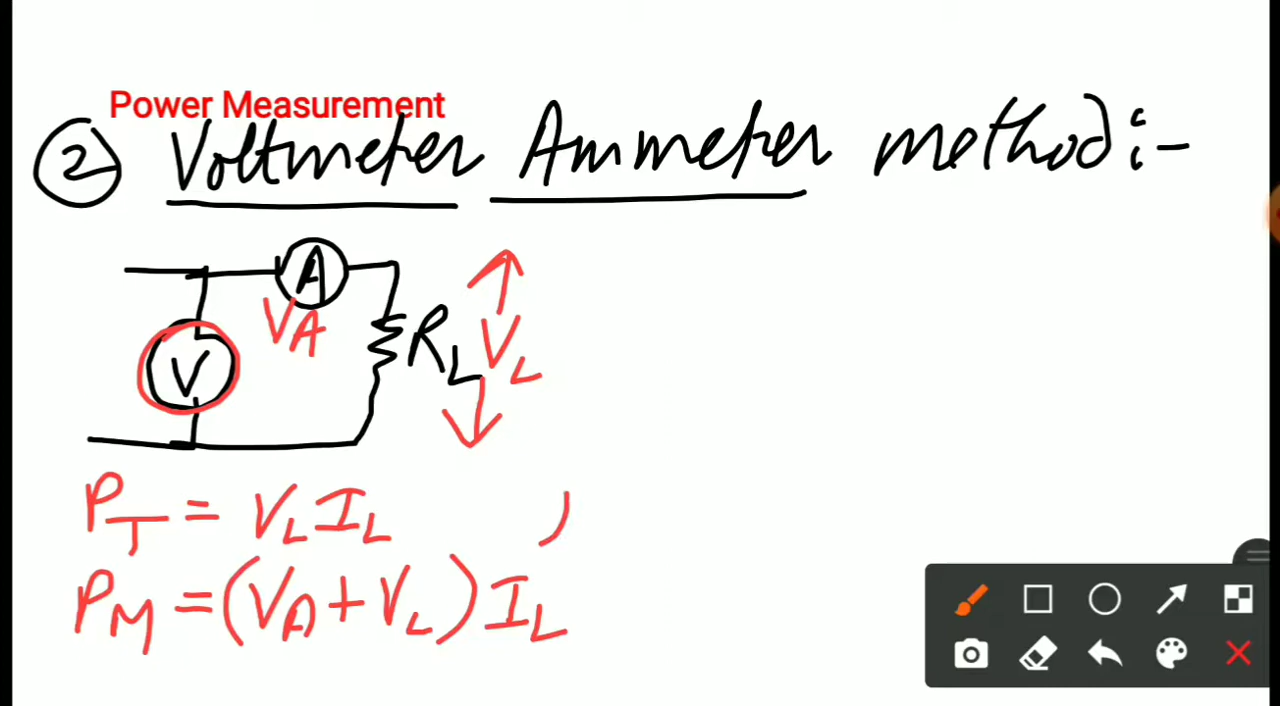 Power Measurement
② Voltmeter Ammeter method :-
A
VA
V
RL
VL
PT = VL IL ,
PM = (VA + VL) IL